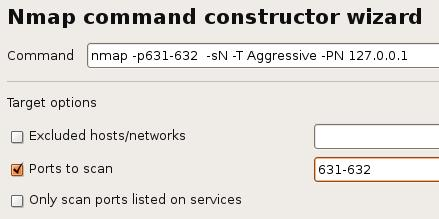 Nmap command constructor wizard
Command nmap -p631-632  -sN -T Aggressive -PN 127.0.0.1
Target options
Excluded hosts/networks
Ports to scan 631-632
Only scan ports listed on services